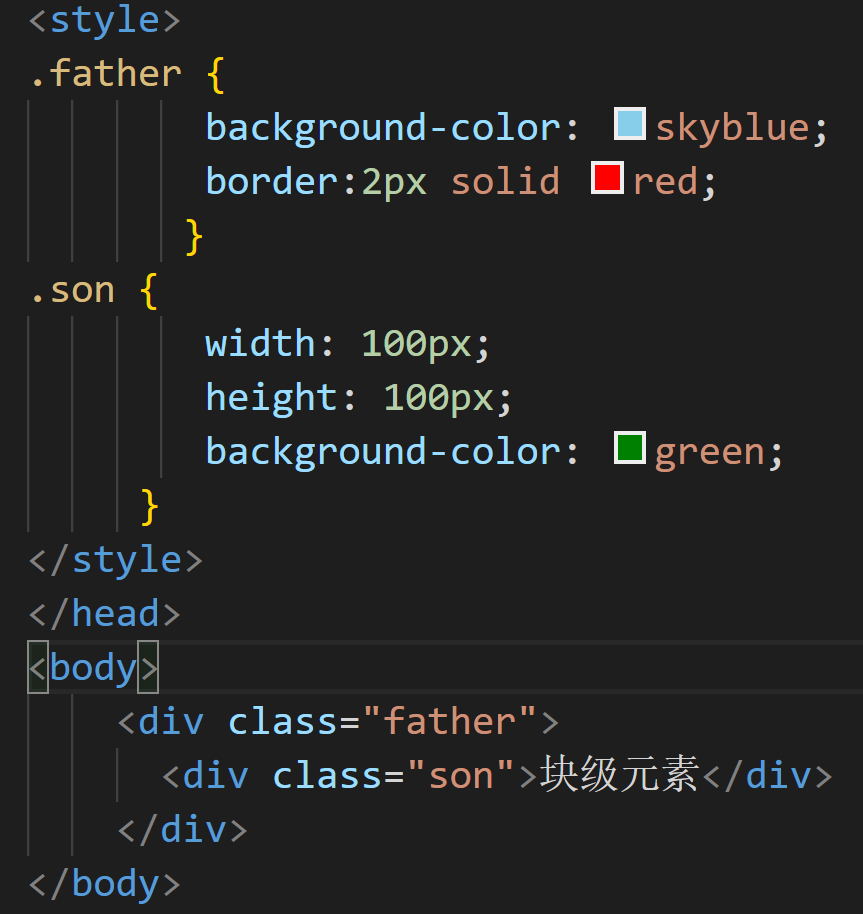 <style>
.father {
background-color: skyblue;
border:2px solid red;
}
.son {
width: 100px;
height: 100px;
background-color: green;
}
</style>
</head>
<body>
<div class="father">
<div class="son">块级元素</div>
</div>
</body>